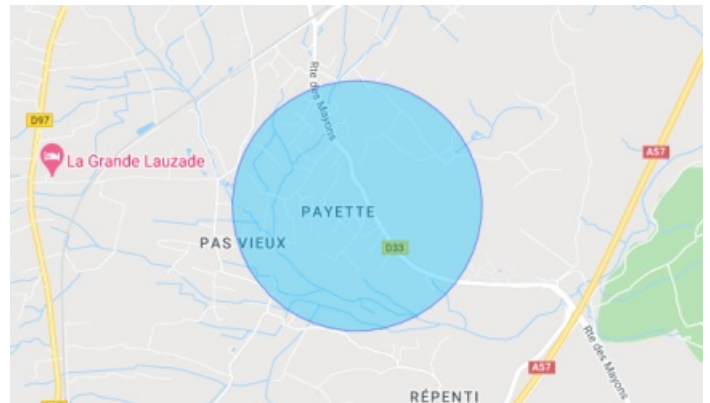 Rte des Mayons
D97
A57
La Grande Lauzade
PAYETTE
PAS VIEUX
D33
Rte des Mayons
A57
RÉPENTI